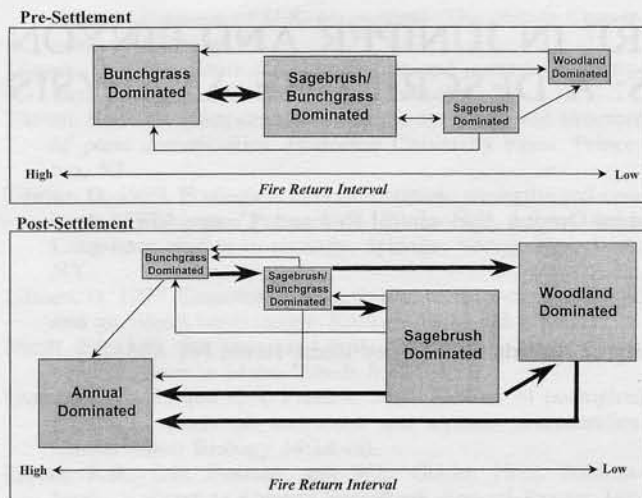 Pre-Settlement
Bunchgrass
Dominated
Sagebrush/
Bunchgrass
Dominated
Woodland
Dominated
Sagebrush
Dominated
High
Low
Fire Return Interval
Post-Settlement
Bunchgrass
Dominated
Sagebrush/
Bunchgrass
Dominated
Woodland
Dominated
Sagebrush
Dominated
Annual
Dominated
High
Low
Fire Return Interval